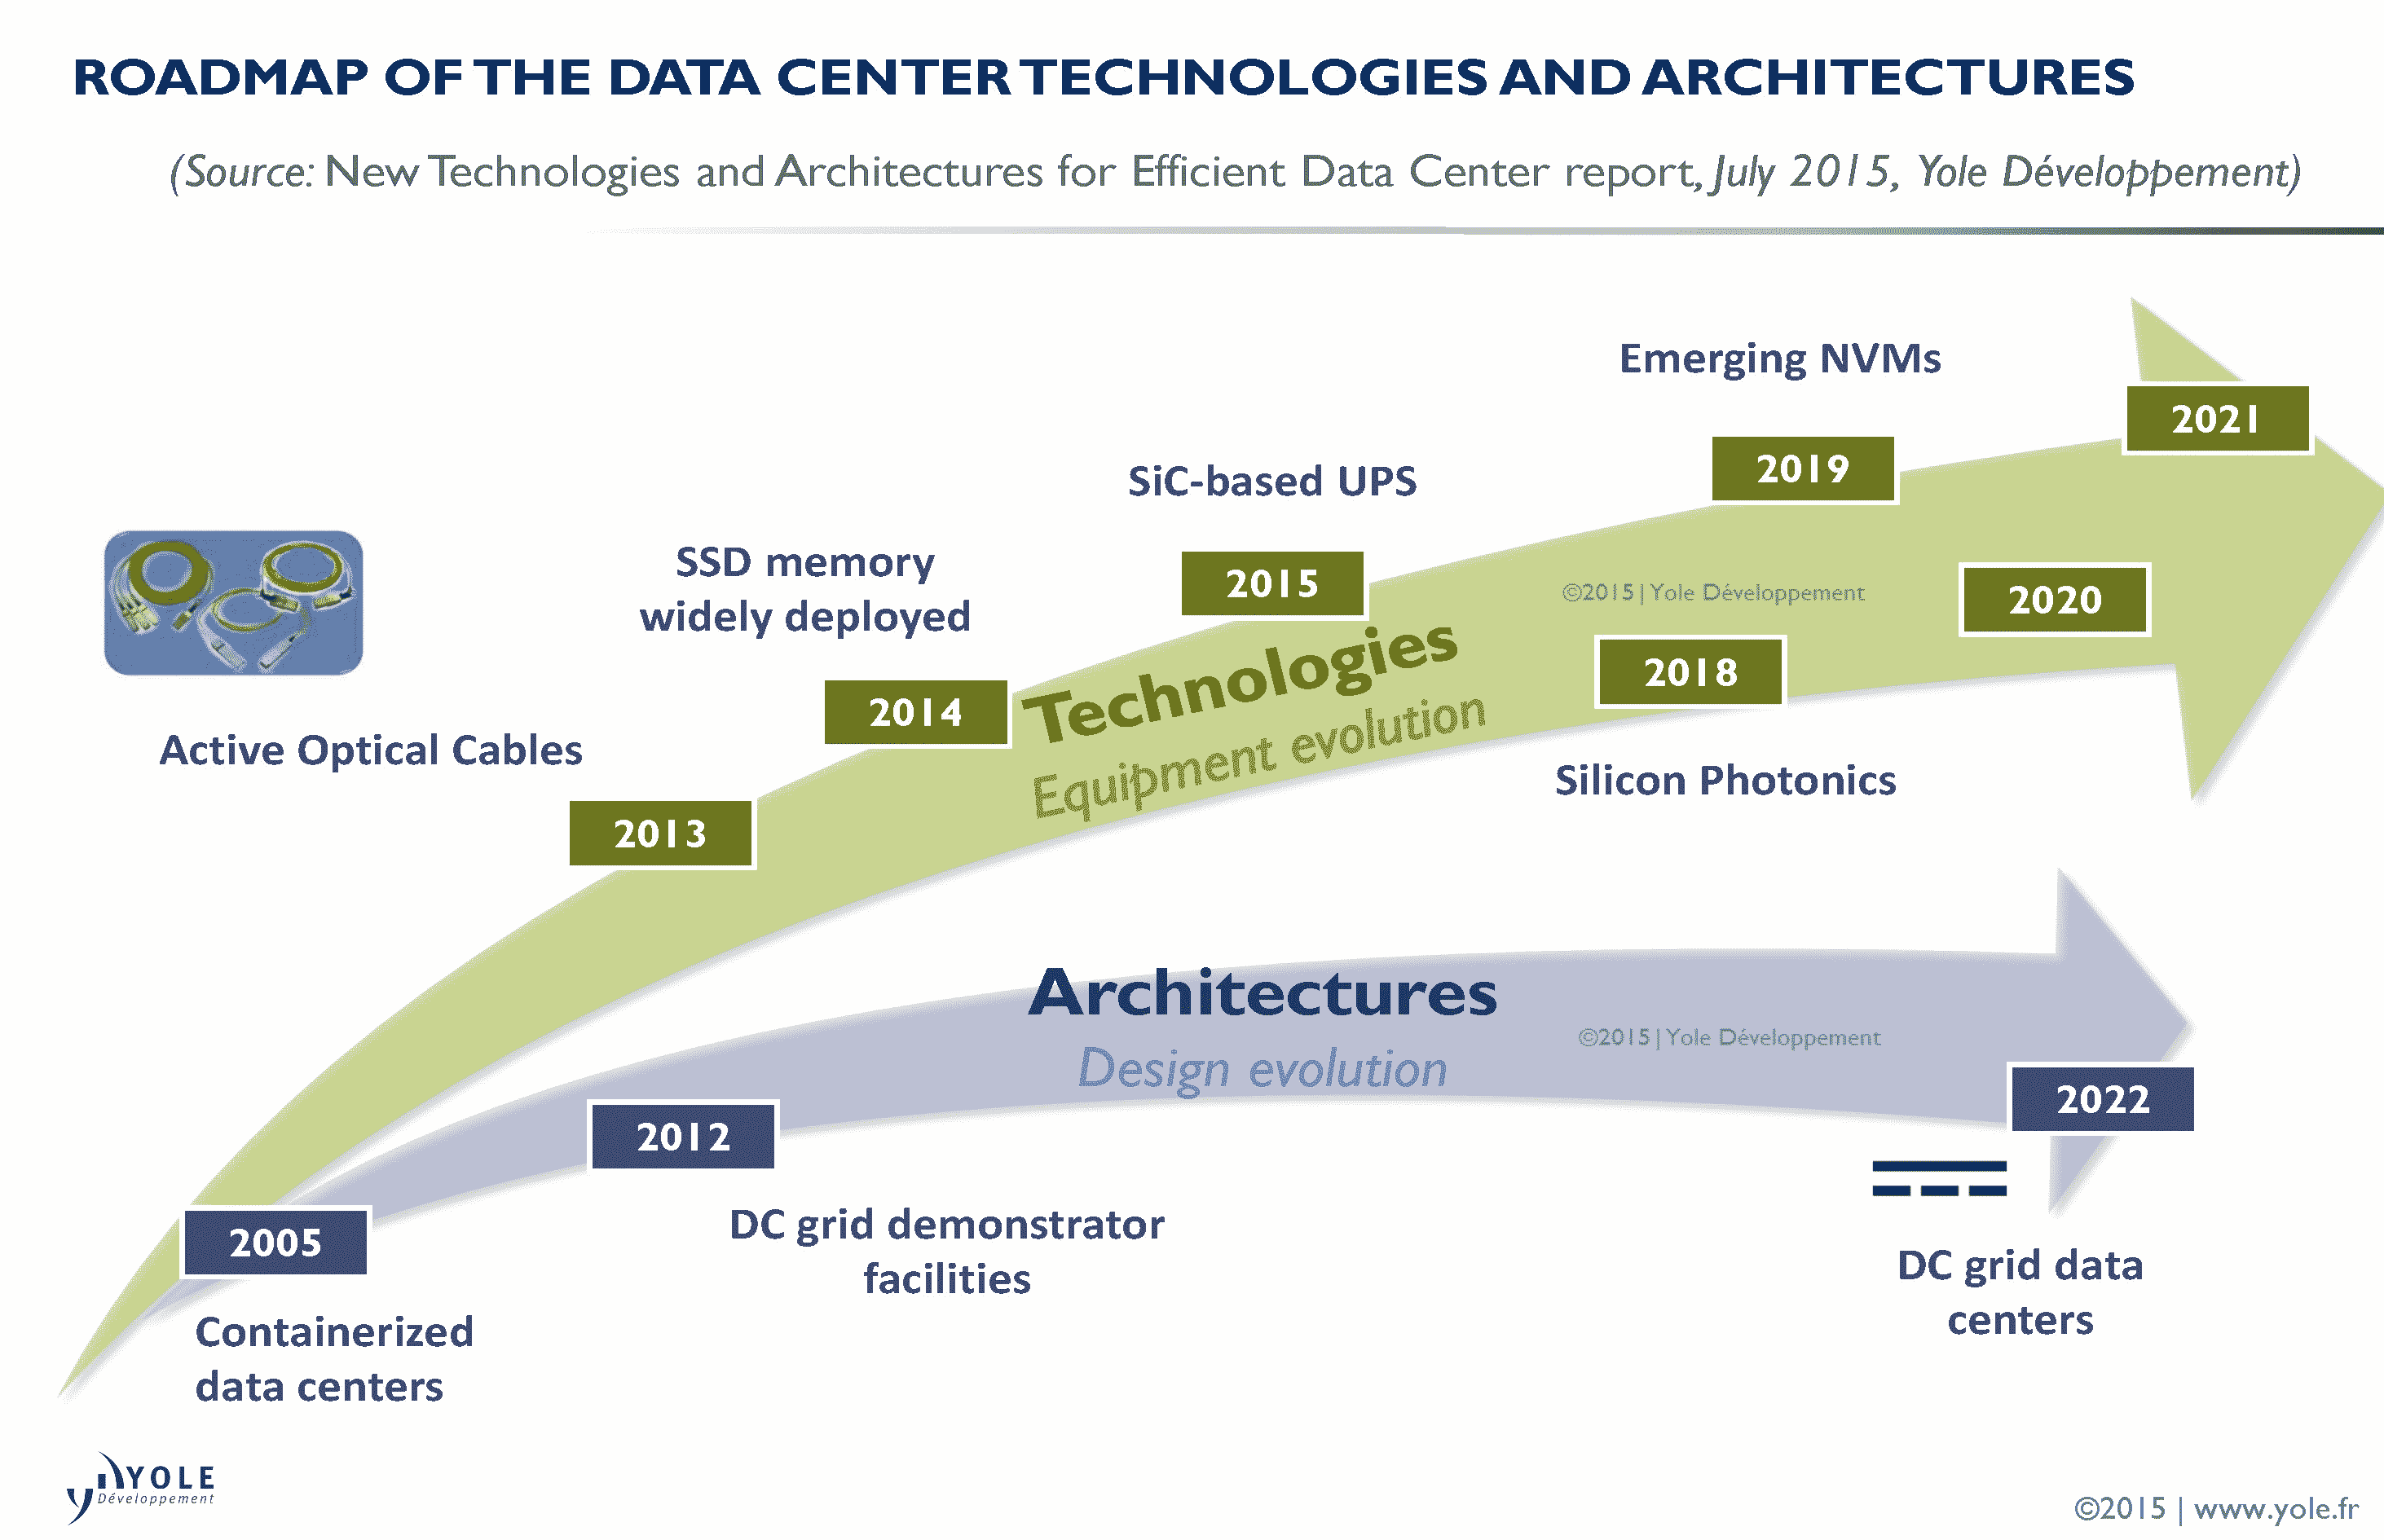 ROADMAP OF THE DATA CENTER TECHNOLOGIES AND ARCHITECTURES
(Source: New Technologies and Architectures for Efficient Data Center report, July 2015, Yole Développement)
Emerging NVMs
2021
2019
SiC-based UPS
SSD memory
widely deployed
2015
©2015 | Yole Développement
2020
Technologies
2018
2014
Equipment evolution
Active Optical Cables
Silicon Photonics
2013
Architectures
©2015 | Yole Développement
Design evolution
2022
2012
DC grid demonstrator
facilities
2005
DC grid data
centers
Containerized
data centers
YOLE
Développement
©2015 | www.yole.fr